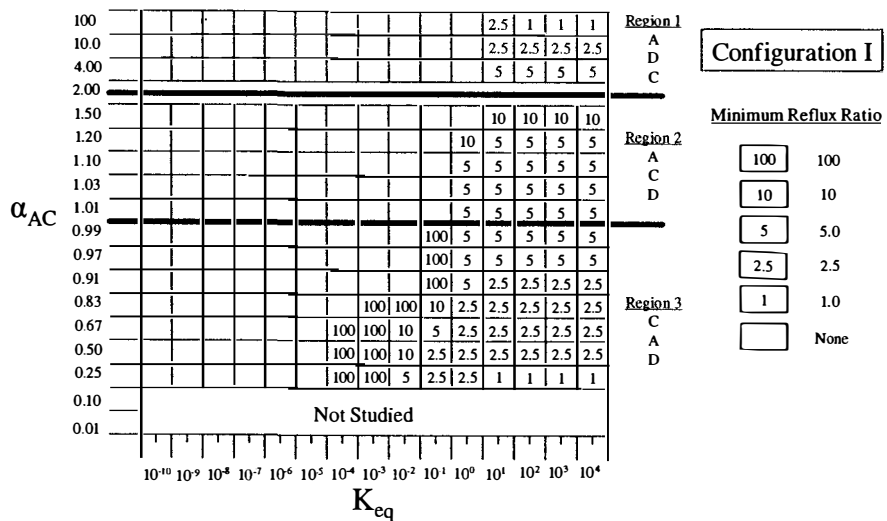 100 2.5 1 1 1 Region 1
10.0 2.5 2.5 2.5 2.5 A
D
4.00 5 5 5 5 C
2.00
1.50 10 10 10 10
1.20 10 5 5 5 5 Region 2
A
1.10 5 5 5 5 5 C
1.03 5 5 5 5 5 D
1.01 5 5 5 5 5
α_AC
0.99 100 5 5 5 5 5
0.97 100 5 5 5 5 5
0.91 100 5 2.5 2.5 2.5 2.5
0.83 100 100 10 2.5 2.5 2.5 2.5 2.5 Region 3
0.67 100 100 10 5 2.5 2.5 2.5 2.5 2.5 C
0.50 100 100 10 2.5 2.5 2.5 2.5 2.5 2.5 A
D
0.25 100 100 5 2.5 2.5 1 1 1 1
0.10
Not Studied
0.01
10⁻¹⁰ 10⁻⁹ 10⁻⁸ 10⁻⁷ 10⁻⁶ 10⁻⁵ 10⁻⁴ 10⁻³ 10⁻² 10⁻¹ 10⁰ 10¹ 10² 10³ 10⁴
K_eq
Configuration I
Minimum Reflux Ratio
100 100
10 10
5 5.0
2.5 2.5
1 1.0
None